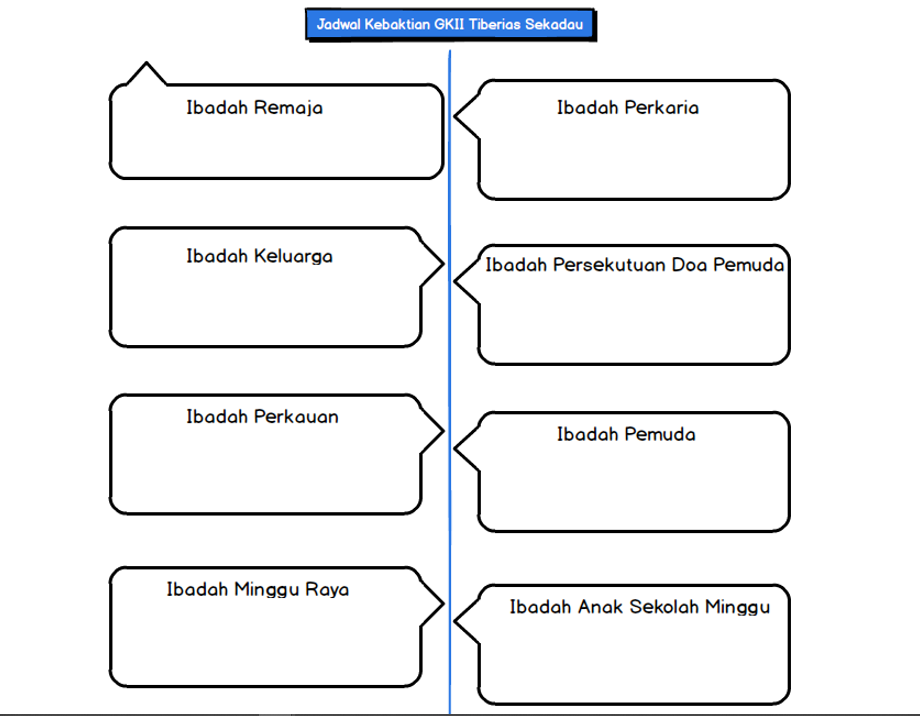 Jadwal Kebaktian GKII Tiberias Sekadau
Ibadah Remaja
Ibadah Perkaria
Ibadah Keluarga
Ibadah Persekutuan Doa Pemuda
Ibadah Perkauan
Ibadah Pemuda
Ibadah Minggu Raya
Ibadah Anak Sekolah Minggu